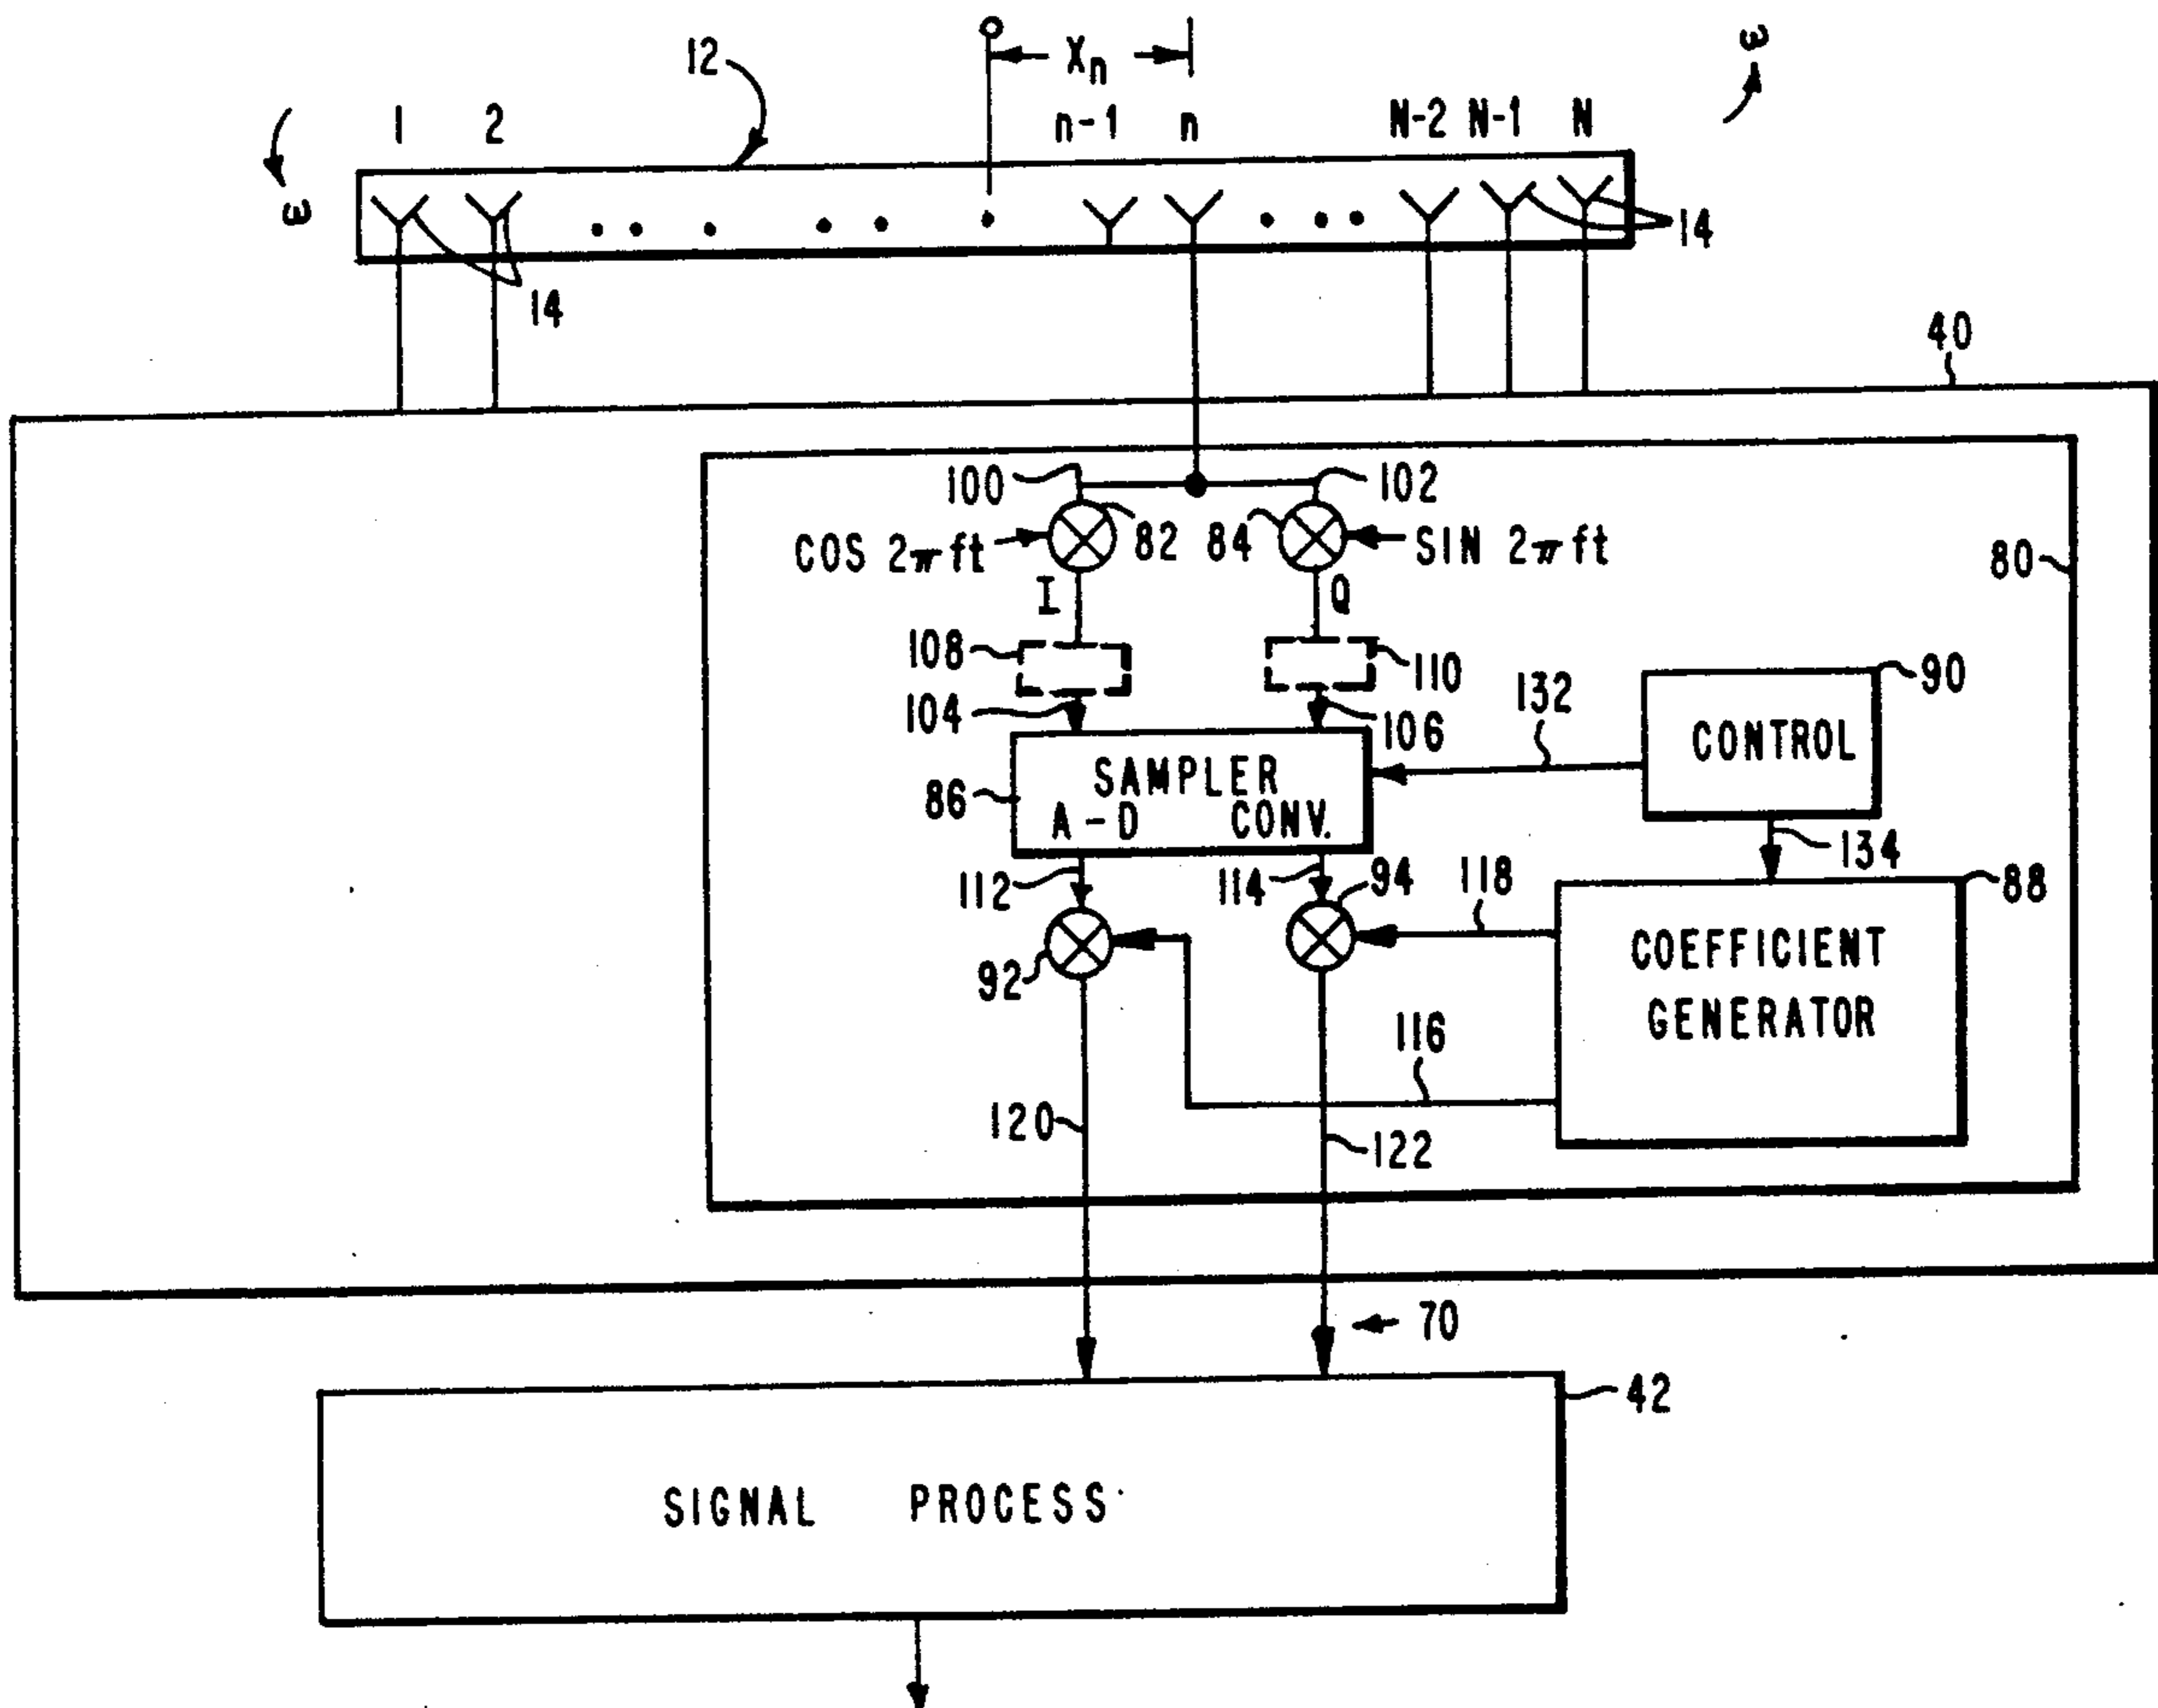 12
Xn
ω
1 2 n-1 n N-2 N-1 N
ω
14
14
40
100 102
COS 2πft 82 84 SIN 2πft
80
I Q
108 110
90
104 106 132
CONTROL
86 SAMPLER
A-D CONV.
134
112 114 94 118 88
92
COEFFICIENT
GENERATOR
116
120 122
70
42
SIGNAL PROCESS